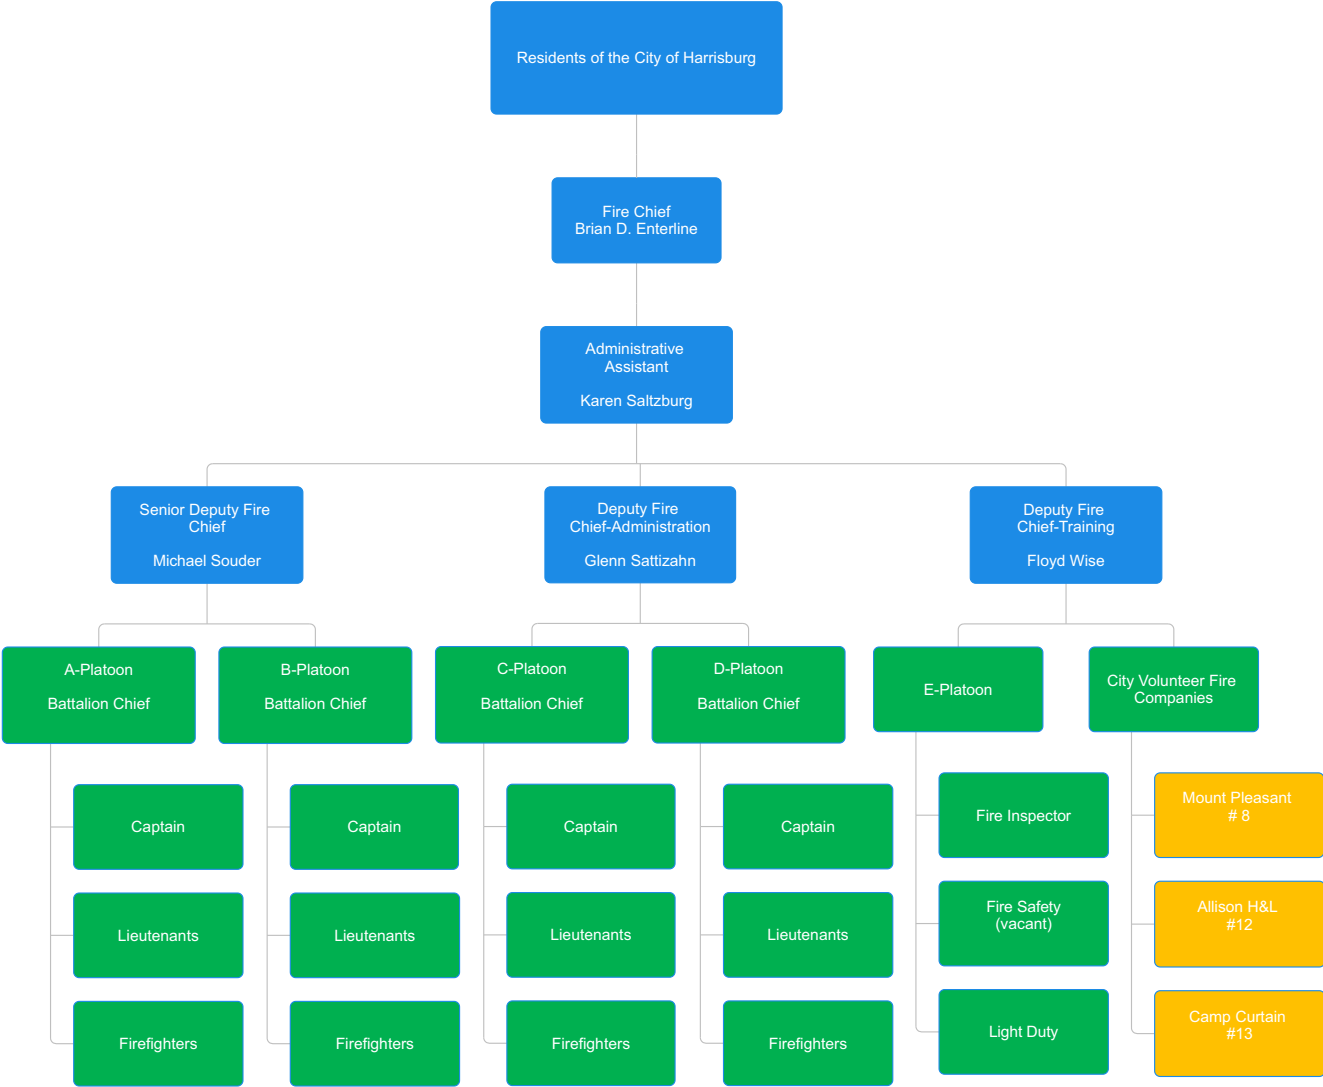 Residents of the City of Harrisburg
Fire Chief
Brian D. Enterline
Administrative
Assistant
Karen Saltzburg
Senior Deputy Fire
Chief
Michael Souder
Deputy Fire
Chief-Administration
Glenn Sattizahn
Deputy Fire
Chief-Training
Floyd Wise
A-Platoon
Battalion Chief
B-Platoon
Battalion Chief
C-Platoon
Battalion Chief
D-Platoon
Battalion Chief
E-Platoon
City Volunteer Fire
Companies
Captain
Captain
Captain
Captain
Fire Inspector
Mount Pleasant
# 8
Lieutenants
Lieutenants
Lieutenants
Lieutenants
Fire Safety
(vacant)
Allison H&L
#12
Firefighters
Firefighters
Firefighters
Firefighters
Light Duty
Camp Curtain
#13